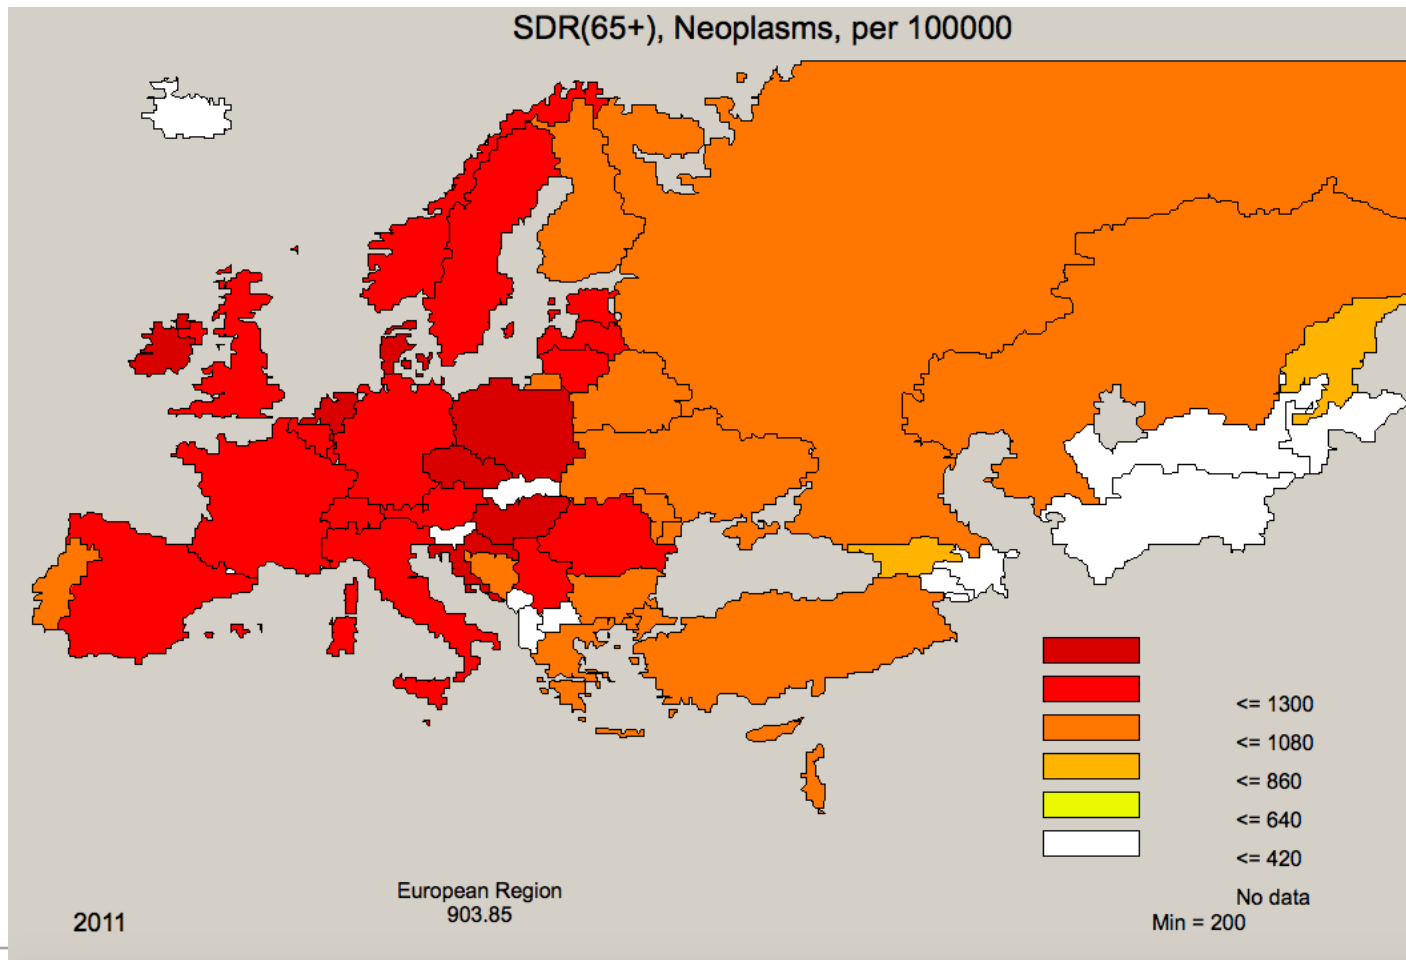 SDR(65+), Neoplasms, per 100000
<= 1300
<= 1080
<= 860
<= 640
<= 420
No data
Min = 200
European Region
903.85
2011